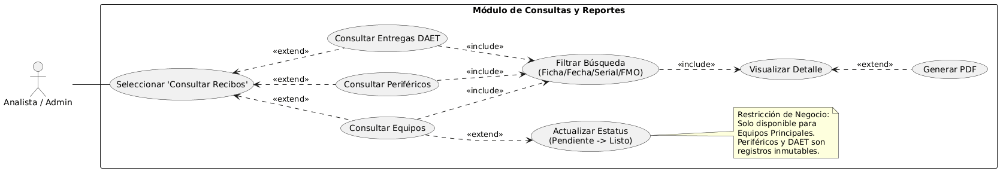 Módulo de Consultas y Reportes
Analista / Admin
Seleccionar 'Consultar Recibos'
«extend»
«extend»
«extend»
Consultar Entregas DAET
Consultar Periféricos
Consultar Equipos
«include»
«include»
«include»
«extend»
Filtrar Búsqueda
(Ficha/Fecha/Serial/FMO)
Actualizar Estatus
(Pendiente -> Listo)
«include»
Visualizar Detalle
«extend»
Generar PDF
Restricción de Negocio:
Solo disponible para
Equipos Principales.
Periféricos y DAET son
registros inmutables.